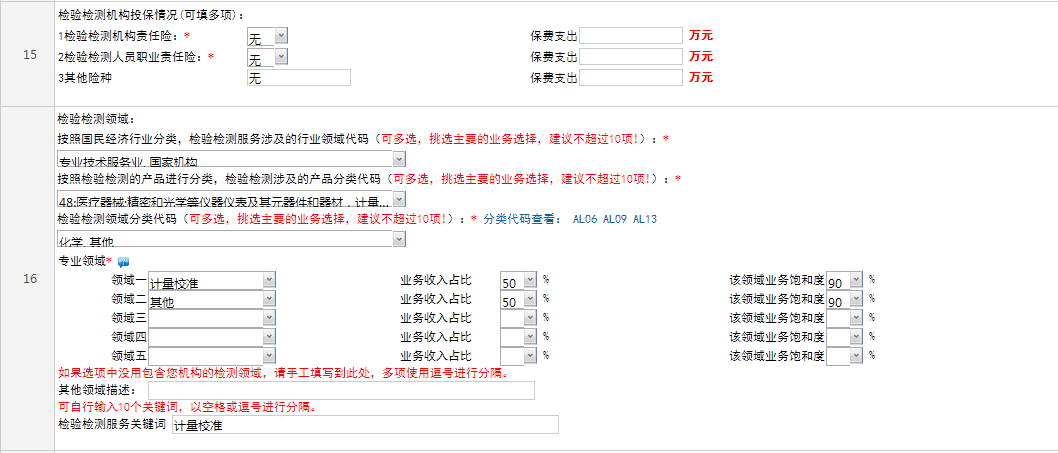 检验检测机构投保情况(可填多项):
15
1检验检测机构责任险: * 无 保费支出 万元
2检验检测人员职业责任险: * 无 保费支出 万元
3其他险种 无 保费支出 万元
16
检验检测领域:
按照国民经济行业分类, 检验检测服务涉及的行业领域代码(可多选, 挑选主要的业务选择, 建议不超过10项!): *
专业技术服务业, 国家机构
按照检验检测的产品进行分类, 检验检测涉及的产品分类代码(可多选, 挑选主要的业务选择, 建议不超过10项!): *
48:医疗器械;精密和光学等仪器仪表及其元器件和器材 , 计量...
检验检测领域分类代码(可多选, 挑选主要的业务选择, 建议不超过10项!): * 分类代码查看: AL06 AL09 AL13
化学, 其他
专业领域*
领域一 计量校准 业务收入占比 50 % 该领域业务饱和度 90 %
领域二 其他 业务收入占比 50 % 该领域业务饱和度 90 %
领域三 业务收入占比 % 该领域业务饱和度 %
领域四 业务收入占比 % 该领域业务饱和度 %
领域五 业务收入占比 % 该领域业务饱和度 %
如果选项中没用包含您机构的检测领域, 请手工填写到此处, 多项使用逗号进行分隔。
其他领域描述:
可自行输入10个关键词, 以空格或逗号进行分隔。
检验检测服务关键词 计量校准